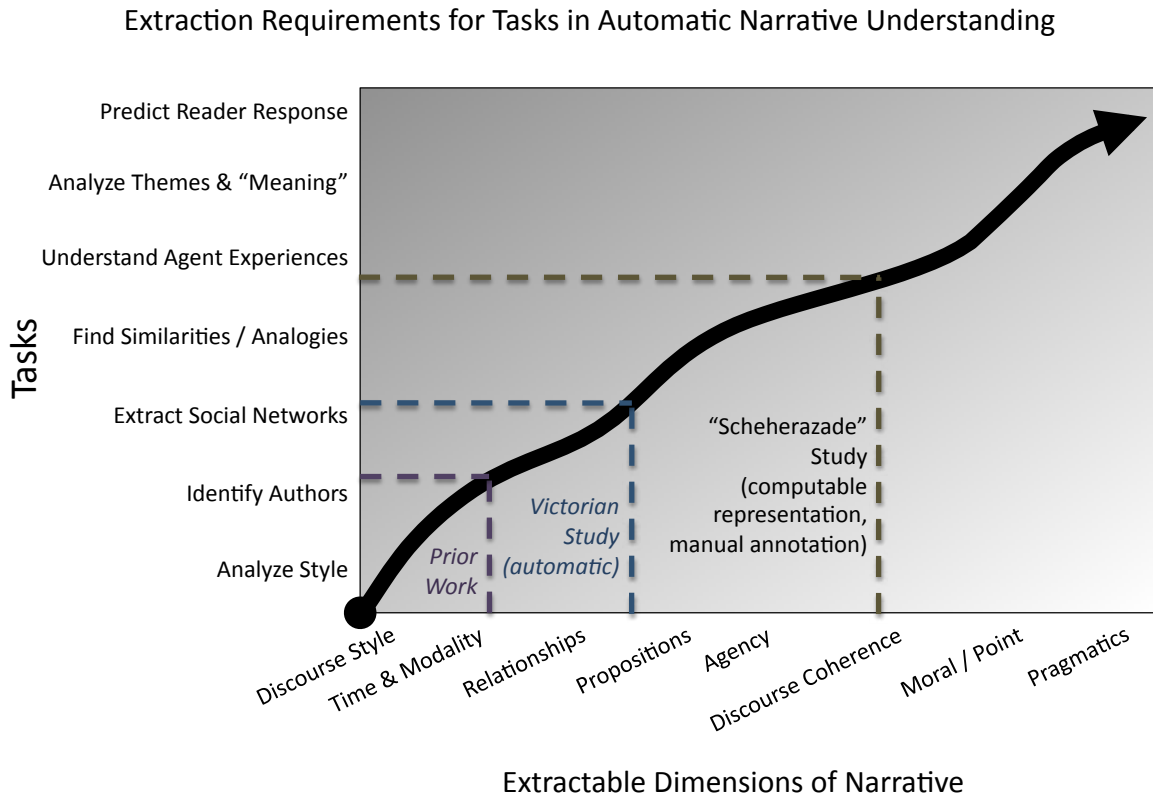 Extraction Requirements for Tasks in Automatic Narrative Understanding
Tasks
Predict Reader Response
Analyze Themes & “Meaning”
Understand Agent Experiences
Find Similarities / Analogies
Extract Social Networks
Identify Authors
Analyze Style
Prior
Work
Victorian
Study
(automatic)
“Scheherazade”
Study
(computable
representation,
manual annotation)
Discourse Style
Time & Modality
Relationships
Propositions
Agency
Discourse Coherence
Moral / Point
Pragmatics
Extractable Dimensions of Narrative